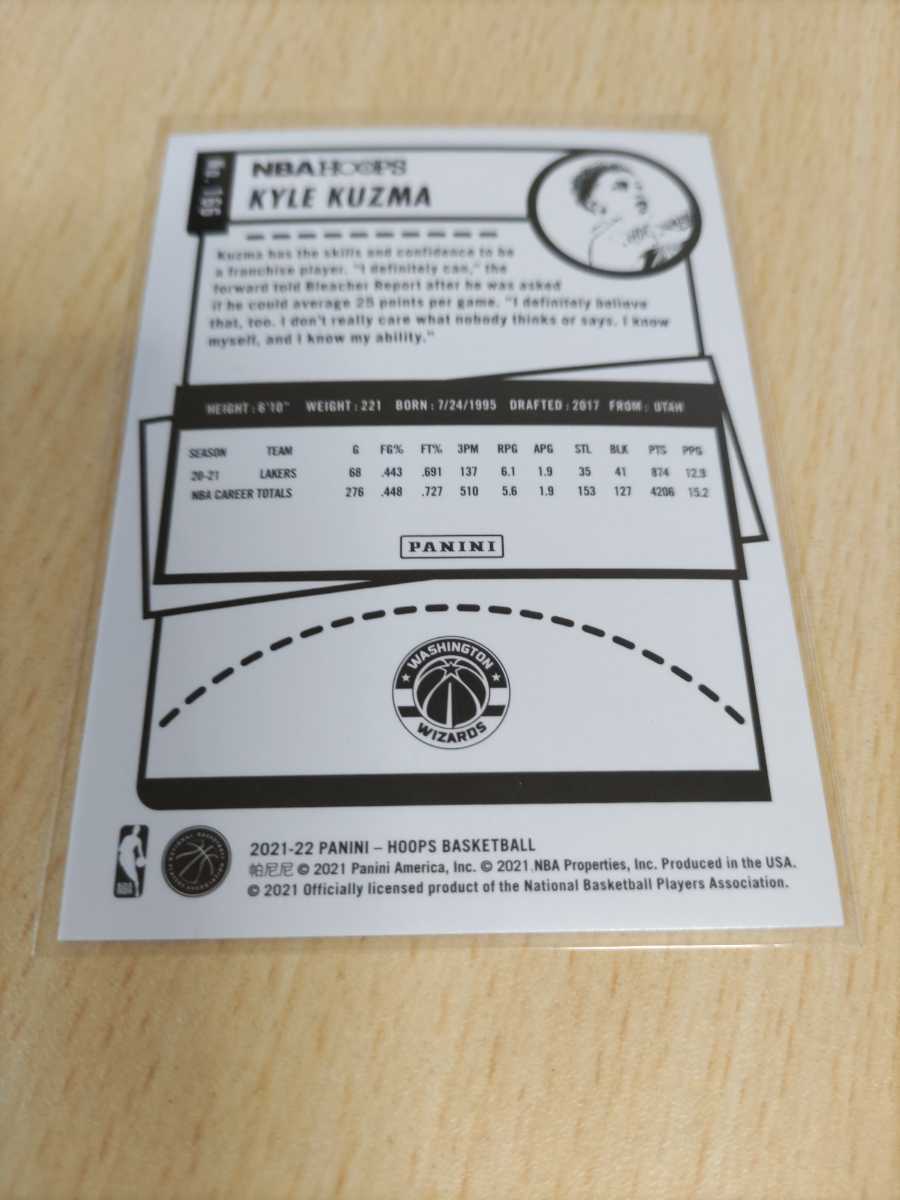 No. 166
NBA HOOPS
KYLE KUZMA
Kuzma has the skills and confidence to be
a franchise player. "I definitely can," the
forward told Bleacher Report after he was asked
if he could average 25 points per game. "I definitely believe
that, too. I don't really care what nobody thinks or says. I know
myself, and I know my ability."
HEIGHT: 6'10" WEIGHT: 221 BORN: 7/24/1995 DRAFTED: 2017 FROM: UTAH
SEASON TEAM G FG% FT% 3PM RPG APG STL BLK PTS PPG
20-21 LAKERS 68 .443 .691 137 6.1 1.9 35 41 874 12.9
NBA CAREER TOTALS 276 .448 .727 510 5.6 1.9 153 127 4206 15.2
PANINI
WASHINGTON
WIZARDS
NBA
2021-22 PANINI – HOOPS BASKETBALL
帕尼尼 © 2021 Panini America, Inc. © 2021 NBA Properties, Inc. Produced in the USA.
© 2021 Officially licensed product of the National Basketball Players Association.